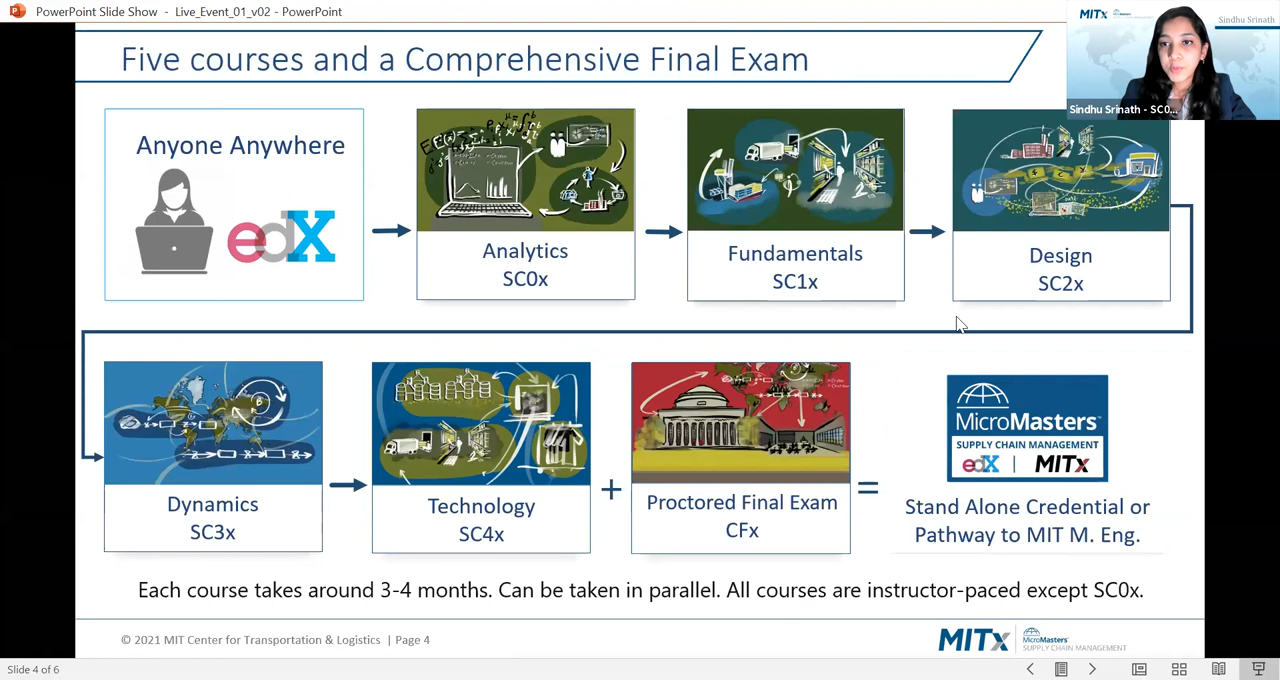 PowerPoint Slide Show - Live_Event_01_v02 - PowerPoint
MITx
Sindhu Srinath
Sindhu Srinath - SC0...
Five courses and a Comprehensive Final Exam
Anyone Anywhere
edX
Analytics
SC0x
Fundamentals
SC1x
Design
SC2x
Dynamics
SC3x
Technology
SC4x
+
Proctored Final Exam
CFx
=
MicroMasters™
SUPPLY CHAIN MANAGEMENT
edX | MITx
Stand Alone Credential or
Pathway to MIT M. Eng.
Each course takes around 3-4 months. Can be taken in parallel. All courses are instructor-paced except SC0x.
© 2021 MIT Center for Transportation & Logistics | Page 4
MITx
MicroMasters
SUPPLY CHAIN MANAGEMENT
Slide 4 of 6